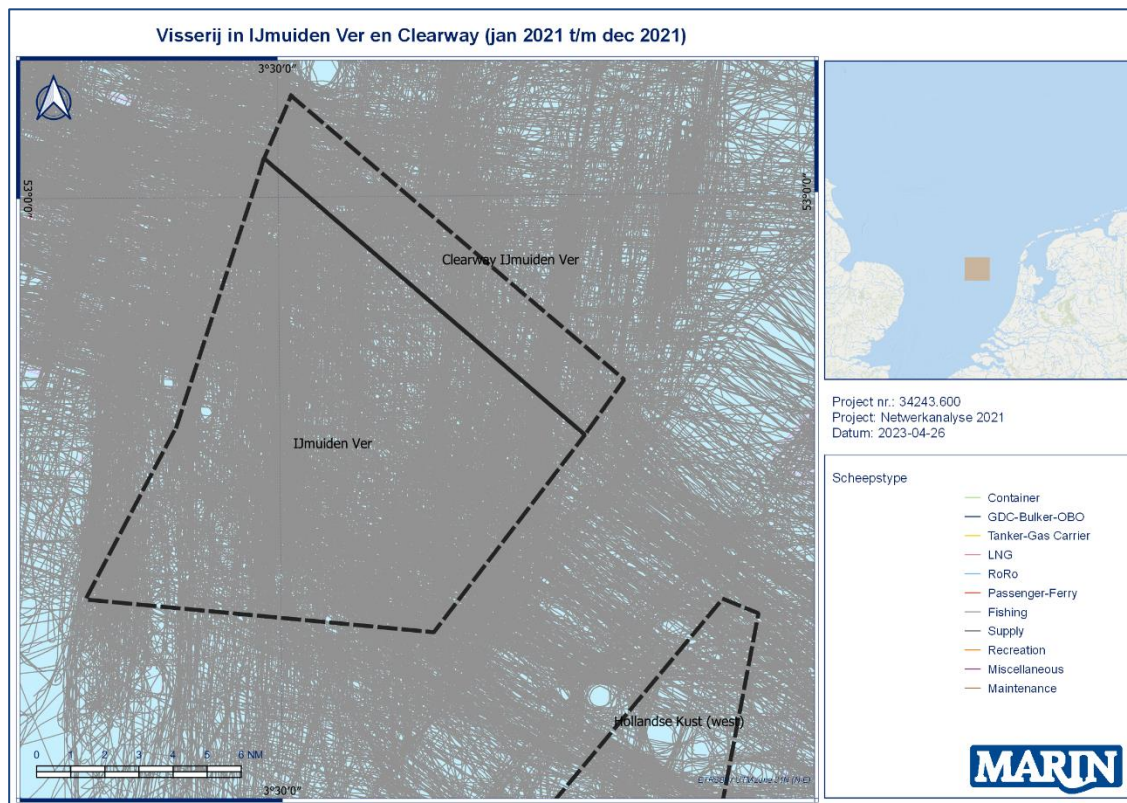 Visserij in IJmuiden Ver en Clearway (jan 2021 t/m dec 2021)
3°30'0"
53°0'0"
53°0'0"
Clearway IJmuiden Ver
IJmuiden Ver
Hollandse Kust (west)
0 1 2 3 4 5 6 NM
3°30'0"
Project nr.: 34243.600
Project: Netwerkanalyse 2021
Datum: 2023-04-26
Scheepstype
Container
GDC-Bulker-OBO
Tanker-Gas Carrier
LNG
RoRo
Passenger-Ferry
Fishing
Supply
Recreation
Miscellaneous
Maintenance
MARIN